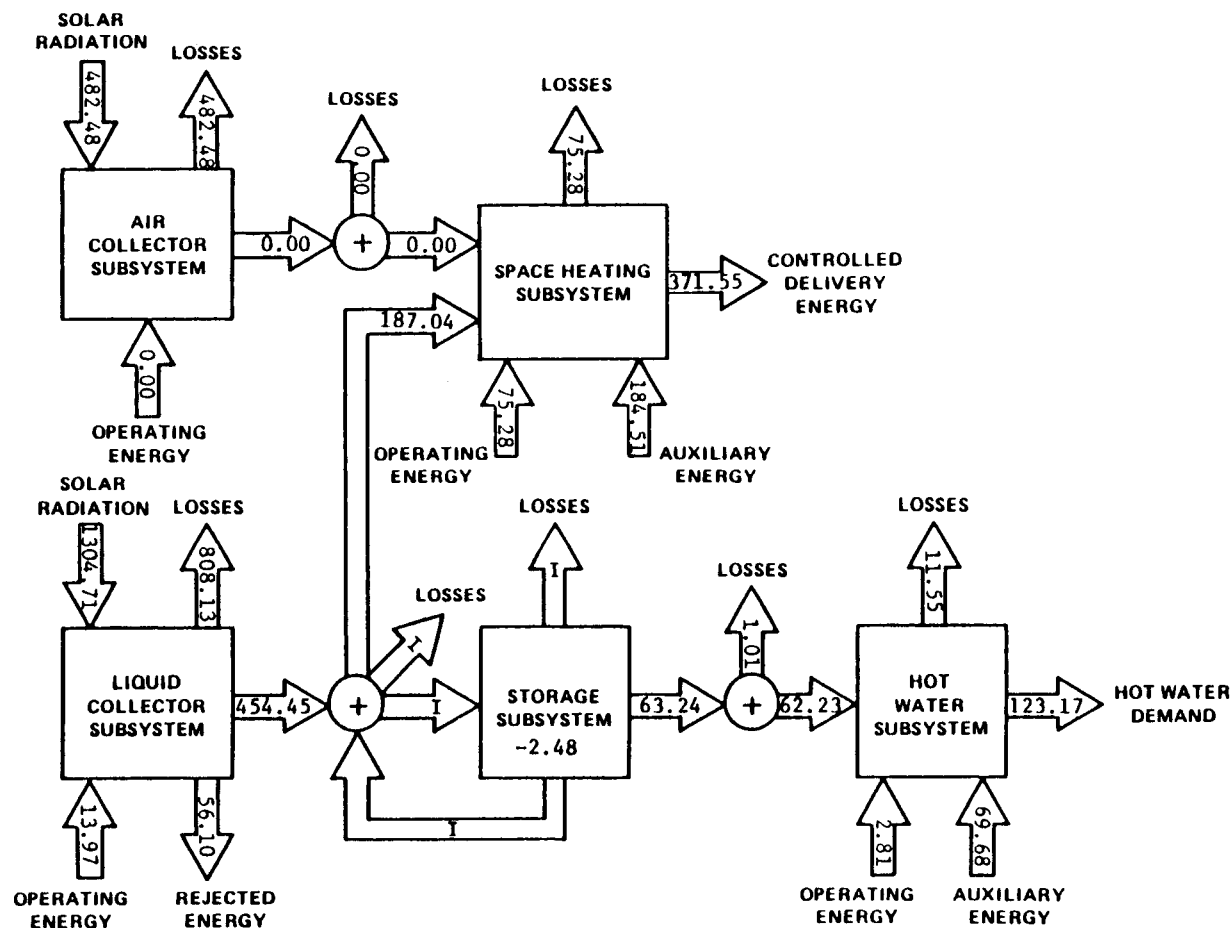 SOLAR
RADIATION
LOSSES
482.48
482.48
LOSSES
0.00
LOSSES
75.28
AIR
COLLECTOR
SUBSYSTEM
0.00
+
0.00
SPACE HEATING
SUBSYSTEM
371.55
CONTROLLED
DELIVERY
ENERGY
187.04
0.00
OPERATING
ENERGY
75.28
OPERATING
ENERGY
184.51
AUXILIARY
ENERGY
SOLAR
RADIATION
LOSSES
1304.71
808.13
LOSSES
I
LOSSES
I
LOSSES
1.01
LOSSES
11.55
LIQUID
COLLECTOR
SUBSYSTEM
454.45
+
I
STORAGE
SUBSYSTEM
-2.48
63.24
+
62.23
HOT
WATER
SUBSYSTEM
123.17
HOT WATER
DEMAND
I
13.97
OPERATING
ENERGY
56.10
REJECTED
ENERGY
2.81
OPERATING
ENERGY
69.68
AUXILIARY
ENERGY